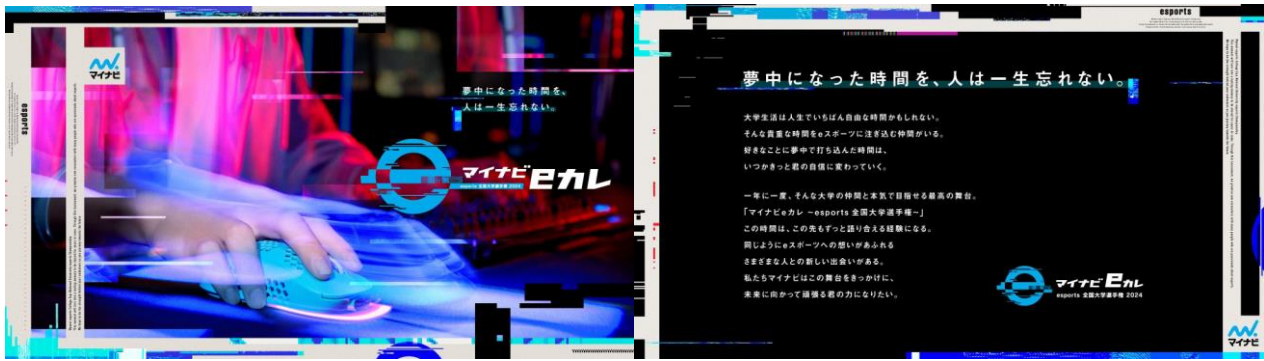 マイナビ
esports
夢中になった時間を、
人は一生忘れない。
マイナビeカレ
esports 全国大学選手権 2024
esports
夢中になった時間を、人は一生忘れない。
大学生活は人生でいちばん自由な時間かもしれない。
そんな貴重な時間をeスポーツに注ぎ込む仲間がいる。
好きなことに夢中で打ち込んだ時間は、
いつかきっと君の自信に変わっていく。
一年に一度、そんな大学の仲間と本気で目指せる最高の舞台。
「マイナビeカレ ~esports 全国大学選手権~」
この時間は、この先もずっと語り合える経験になる。
同じようにeスポーツへの想いがあふれる
さまざまな人との新しい出会いがある。
私たちマイナビはこの舞台をきっかけに、
未来に向かって頑張る君の力になりたい。
マイナビeカレ
esports 全国大学選手権 2024
マイナビ